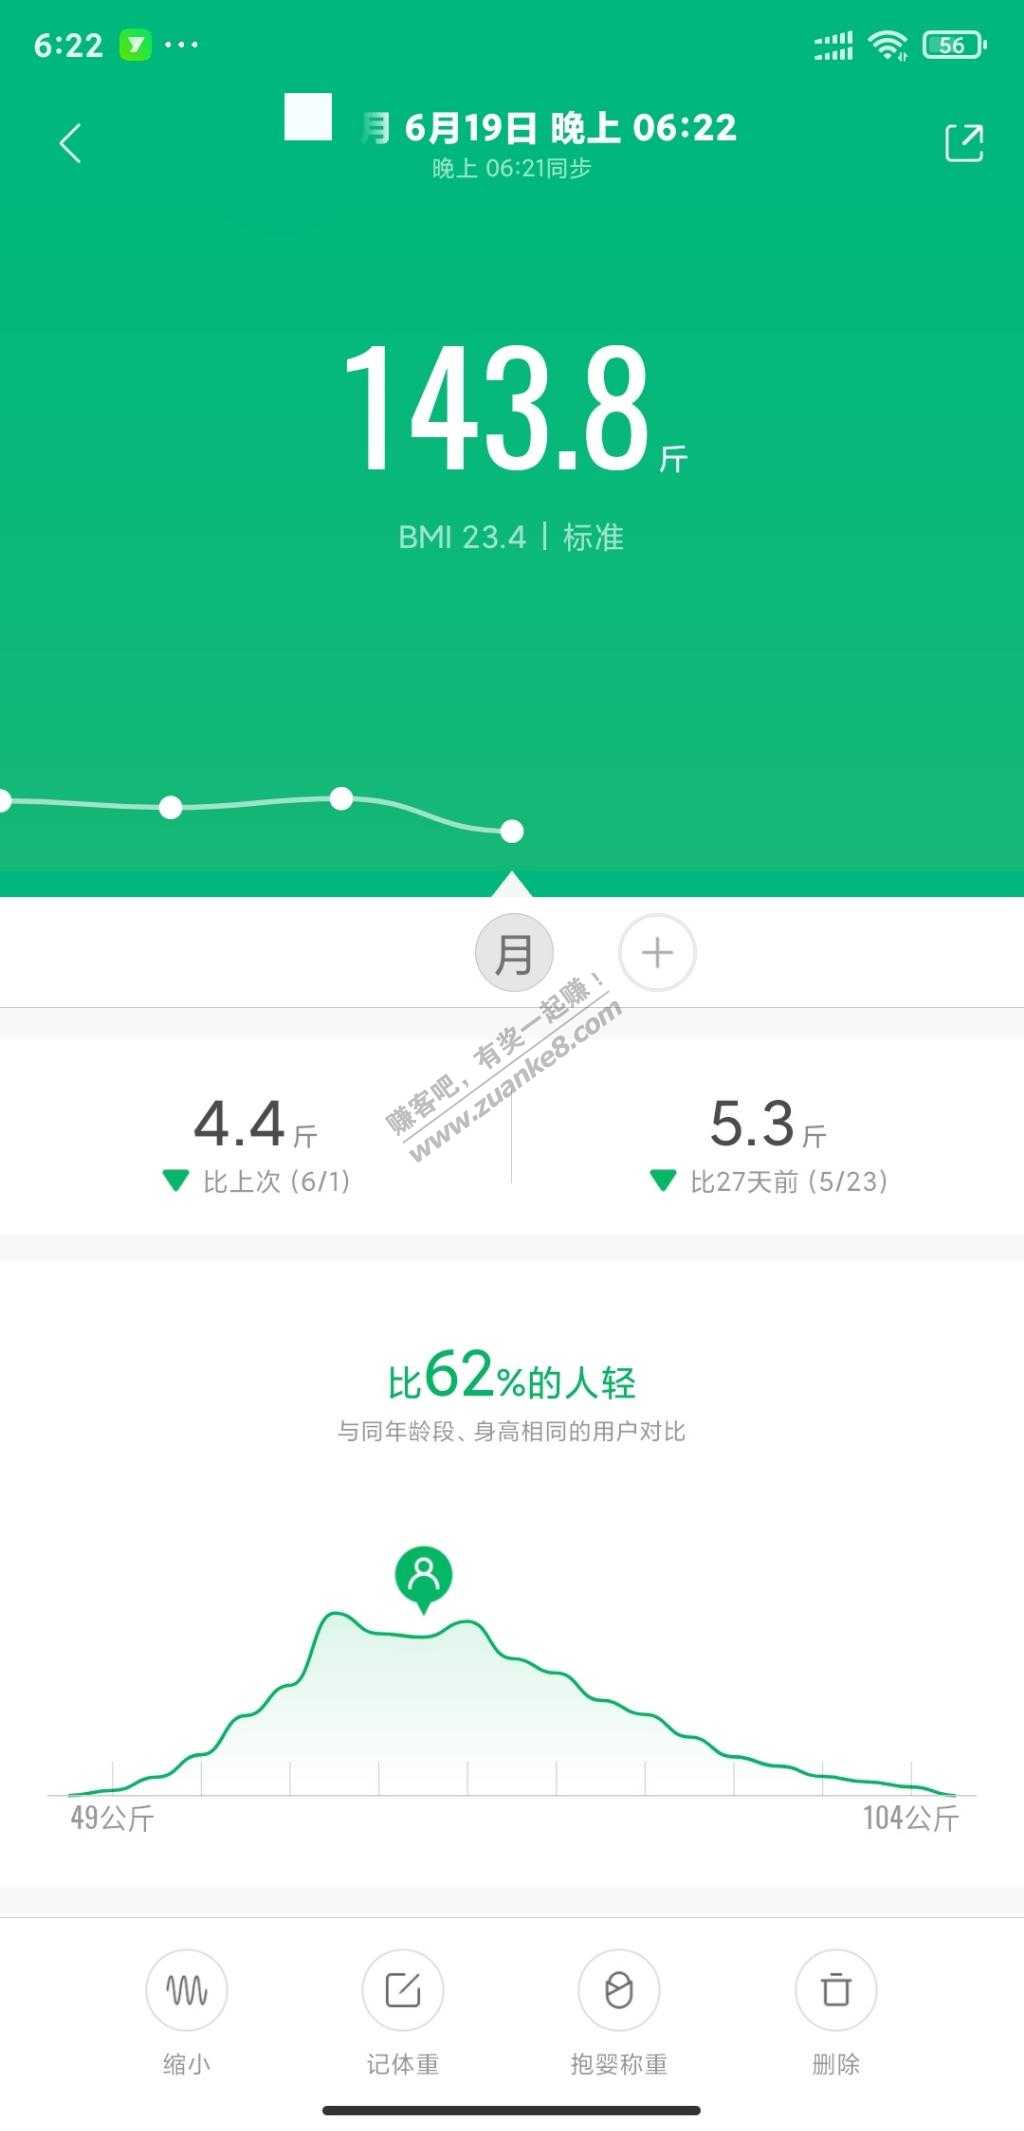 6:22 ··· 56
月 6月19日 晚上 06:22
晚上 06:21同步
143.8斤
BMI 23.4 | 标准
月
赚客吧，有奖一起赚！
www.zuanke8.com
4.4斤
比上次 (6/1)
5.3斤
比27天前 (5/23)
比62%的人轻
与同年龄段、身高相同的用户对比
49公斤
104公斤
缩小
记体重
抱婴称重
删除